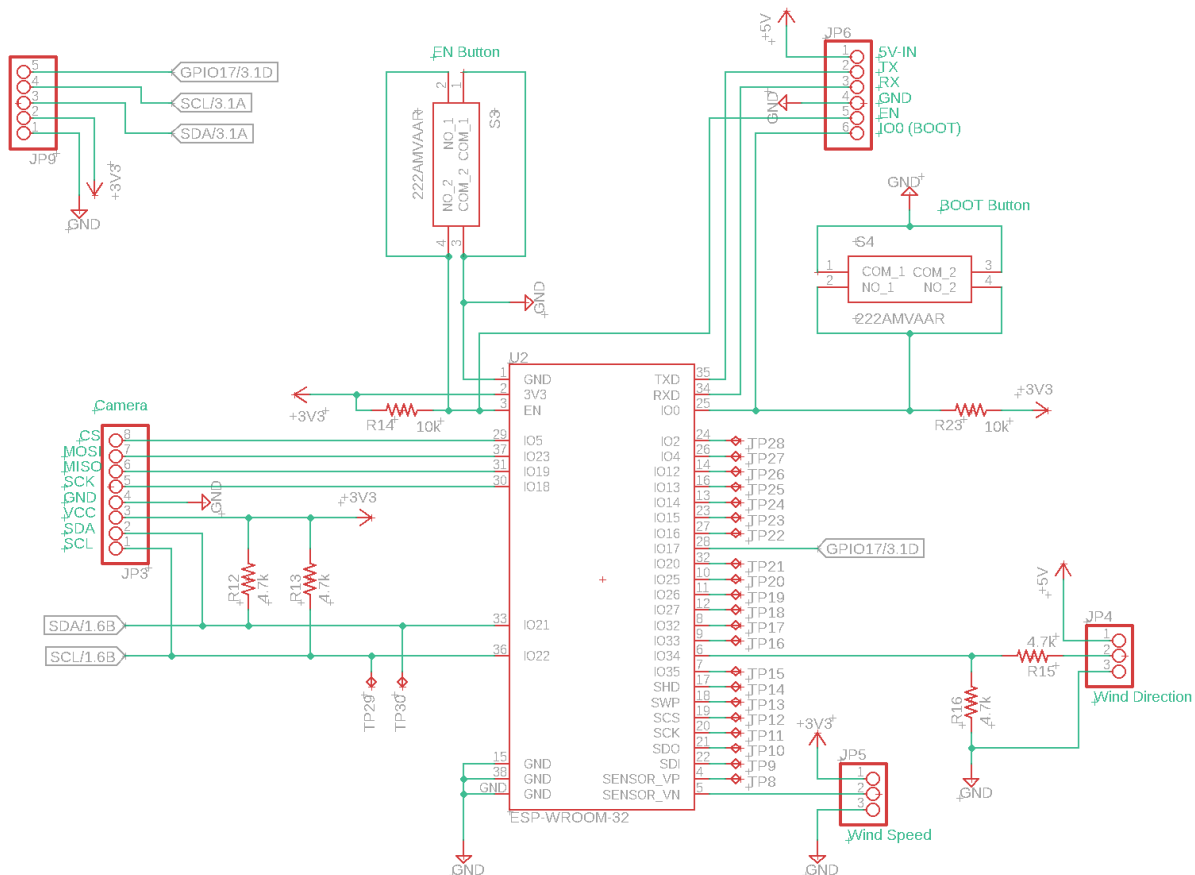 +5V
JP6
1 5V-IN
2 TX
3 RX
4 GND
5 EN
6 IO0 (BOOT)
GND
5 GPIO17/3.1D
4 SCL/3.1A
3 SDA/3.1A
2
1
JP9
+3V3
GND
EN Button
2 1
222AMVAAR
NO_1 COM_1
NO_2 COM_2
S3
4 3
GND
GND
BOOT Button
S4
1 COM_1 COM_2 3
2 NO_1 NO_2 4
222AMVAAR
+3V3
R23 10k
+3V3
R14 10k
U2
1 GND TXD 35
2 3V3 RXD 34
3 EN IO0 25
29 IO5 IO2 24 TP28
37 IO23 IO4 26 TP27
31 IO19 IO12 14 TP26
30 IO18 IO13 16 TP25
IO14 13 TP24
IO15 23 TP23
IO16 27 TP22
IO17 28 GPIO17/3.1D
IO20 32 TP21
IO25 10 TP20
IO26 11 TP19
IO27 12 TP18
33 IO21 IO32 8 TP17
IO33 9 TP16
36 IO22 IO34 6
IO35 7 TP15
SHD 17 TP14
SWP 18 TP13
SCS 19 TP12
SCK 20 TP11
SDO 21 TP10
15 GND SDI 22 TP9
38 GND SENSOR_VP 4 TP8
GND GND SENSOR_VN 5
ESP-WROOM-32
GND
Camera
CS 8
MOSI 7
MISO 6
SCK 5
GND 4
VCC 3
SDA 2
SCL 1
JP3
GND
+3V3
R12 4.7k
R13 4.7k
SDA/1.6B
SCL/1.6B
TP29 TP30
+5V
JP4
1
2
3
Wind Direction
4.7k
R15
R16 4.7k
GND
+3V3
JP5
1
2
3
Wind Speed
GND